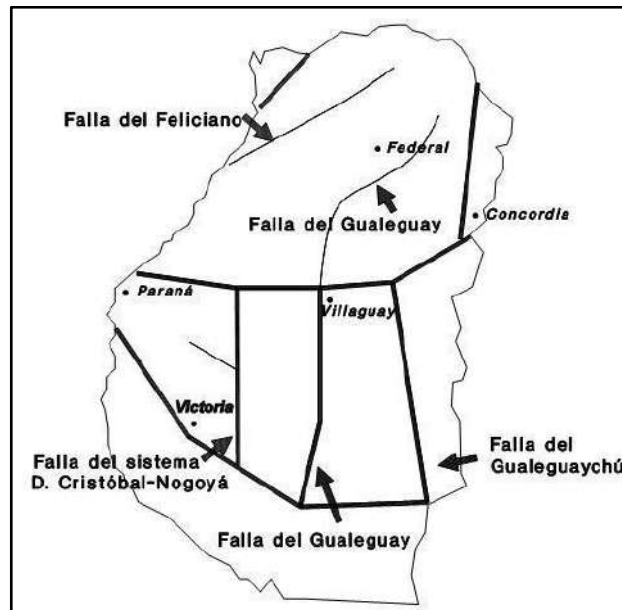 Falla del Feliciano
Federal
Concordia
Falla del Gualeguay
Paraná
Villaguay
Victoria
Falla del sistema
D. Cristóbal-Nogoyá
Falla del
Gualeguaychú
Falla del Gualeguay